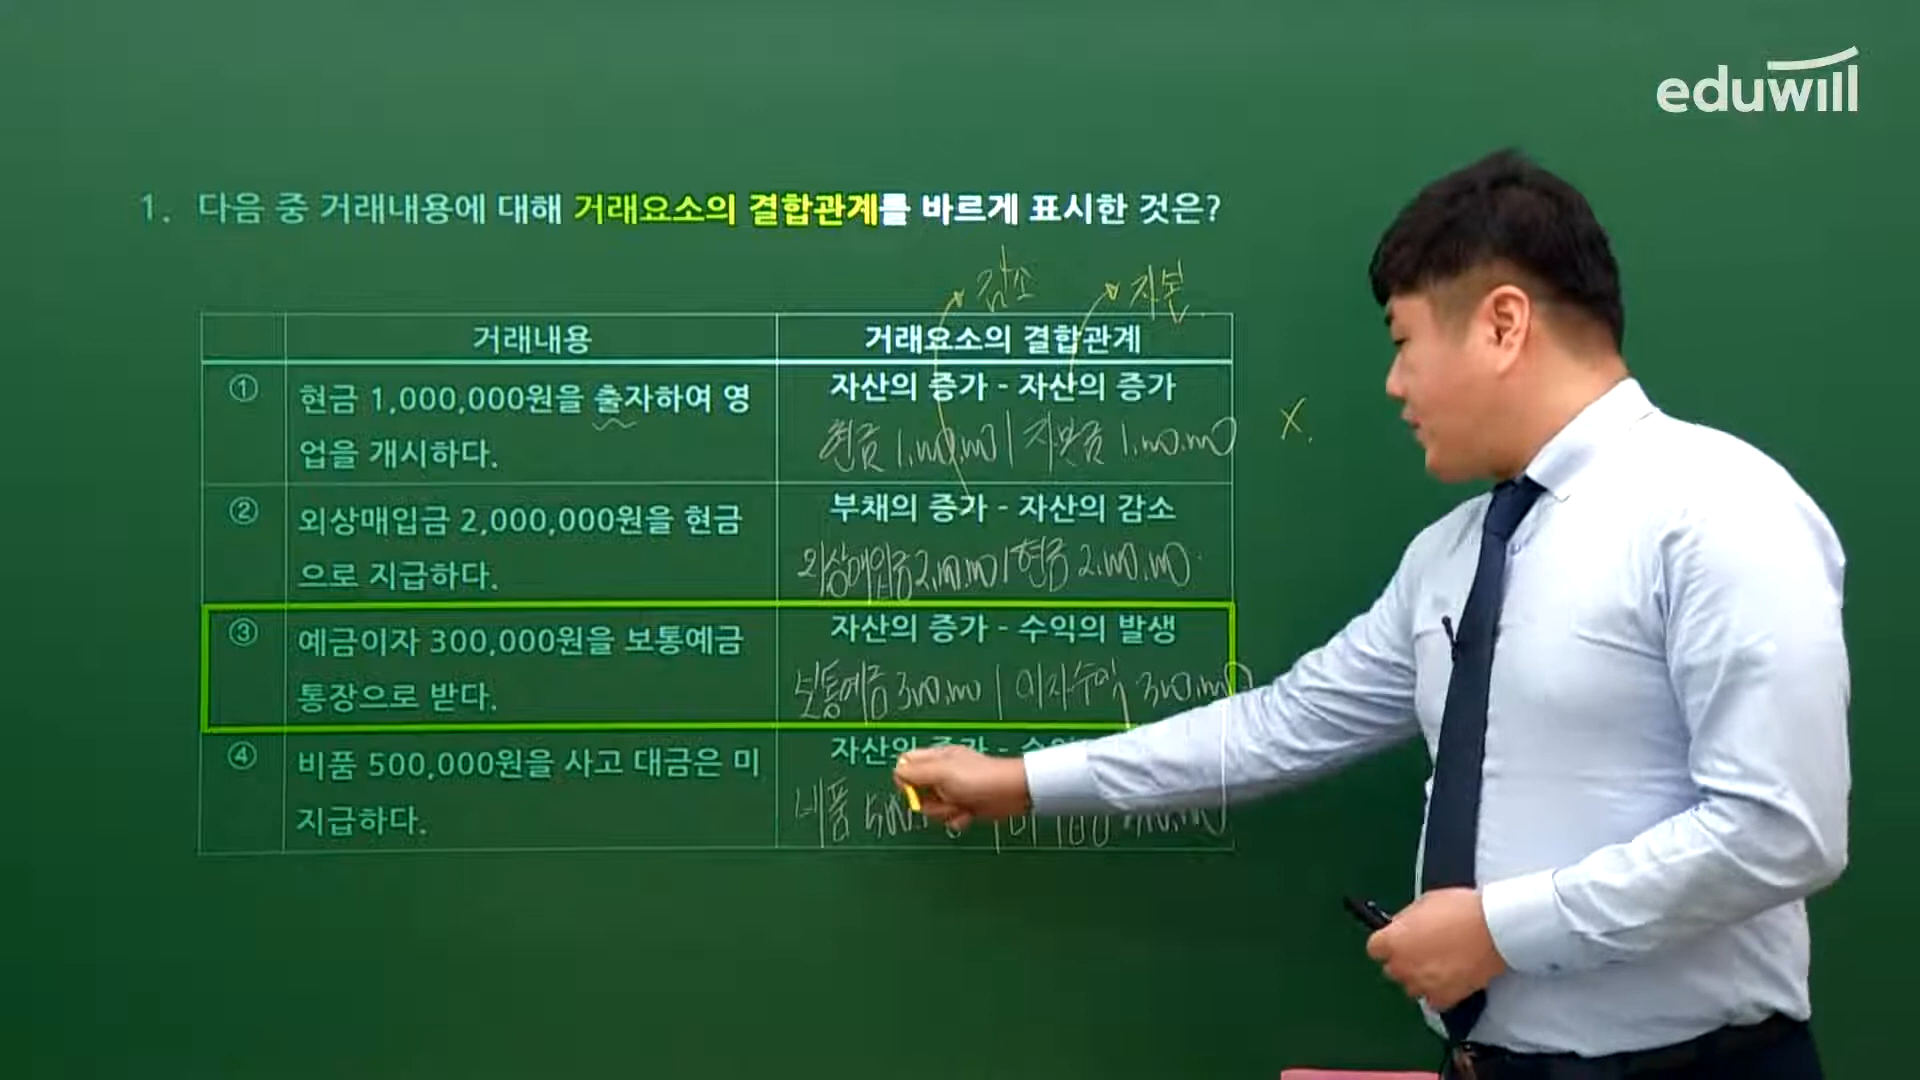 eduwill
1. 다음 중 거래내용에 대해 거래요소의 결합관계를 바르게 표시한 것은?
감소
자본
거래내용
거래요소의 결합관계
① 현금 1,000,000원을 출자하여 영
업을 개시하다.
자산의 증가 - 자산의 증가
현금 1,000,000 | 자본금 1,000,000
X.
② 외상매입금 2,000,000원을 현금
으로 지급하다.
부채의 증가 - 자산의 감소
외상매입금 2,000,000 / 현금 2,000,000
③ 예금이자 300,000원을 보통예금
통장으로 받다.
자산의 증가 - 수익의 발생
보통예금 300,000 | 이자수익 300,000
④ 비품 500,000원을 사고 대금은 미
지급하다.
자산의 증가 -
비품